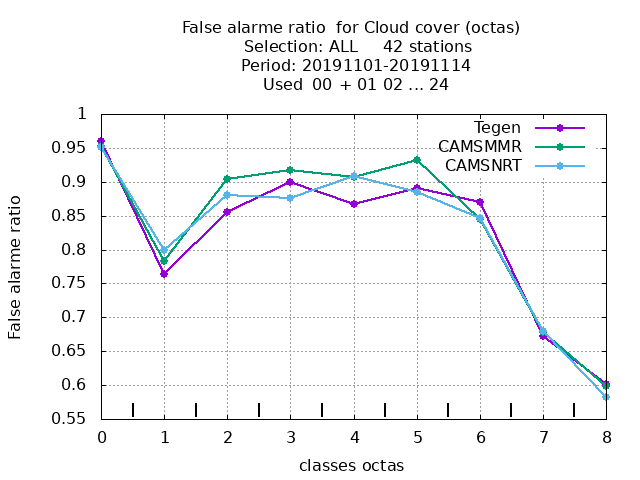 False alarme ratio  for Cloud cover (octas)
Selection: ALL     42 stations
Period: 20191101-20191114
Used  00 + 01 02 ... 24
Tegen
CAMSMMR
CAMSNRT
False alarme ratio
1
0.95
0.9
0.85
0.8
0.75
0.7
0.65
0.6
0.55
0 1 2 3 4 5 6 7 8
classes octas